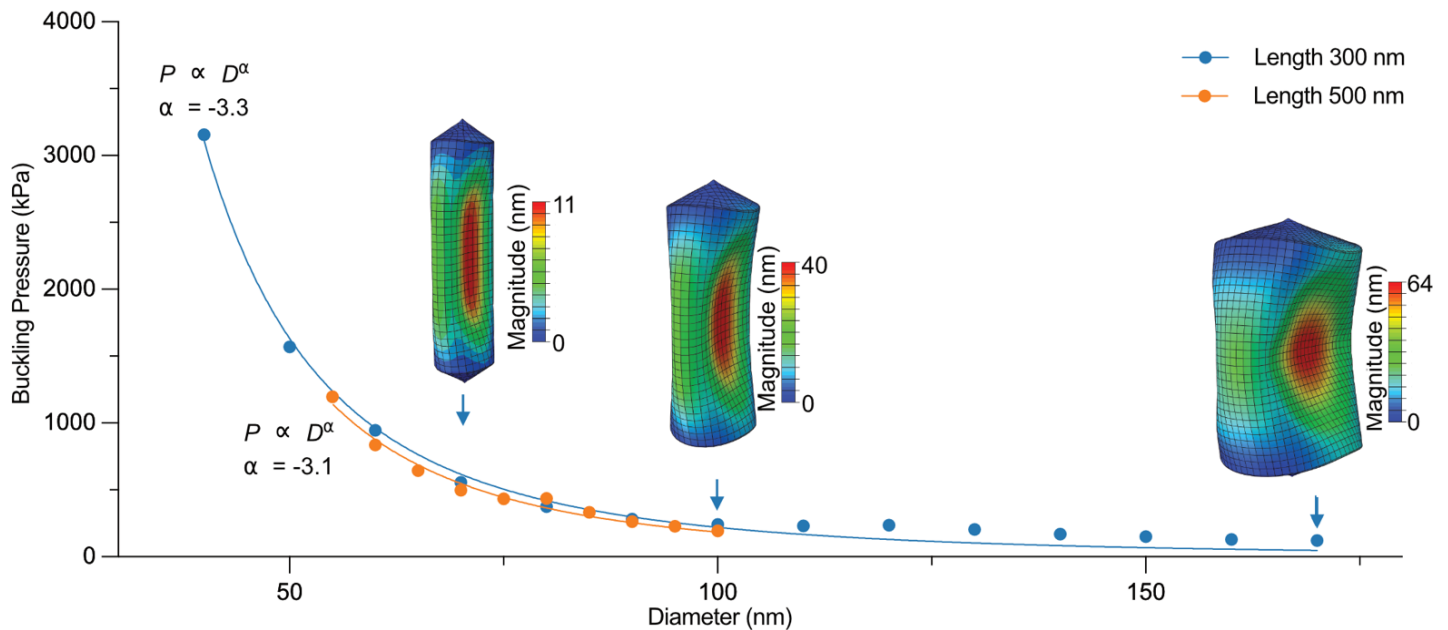 4000
3000
2000
1000
0
Buckling Pressure (kPa)
P ∝ D^α
α = -3.3
P ∝ D^α
α = -3.1
Magnitude (nm)
11
0
Magnitude (nm)
40
0
Magnitude (nm)
64
0
Length 300 nm
Length 500 nm
50
100
150
Diameter (nm)